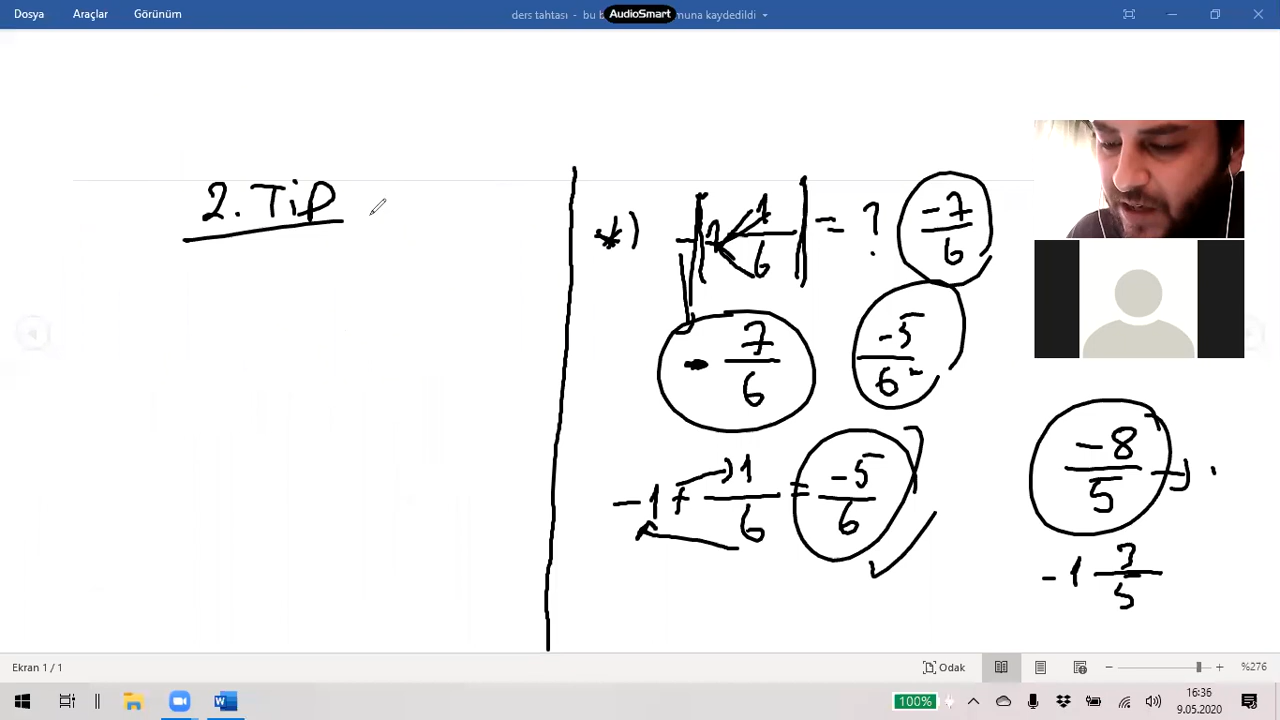 Dosya Araçlar Görünüm
ders tahtası - bu b muna kaydedildi
AudioSmart
2. TİP
*) -|1 1/6| = ? -7/6
- 7/6 -5/6
-1 + 1/6 = -5/6
-8/5
-1 3/5
Ekran 1 / 1
Odak
%276
100%
16:36
9.05.2020